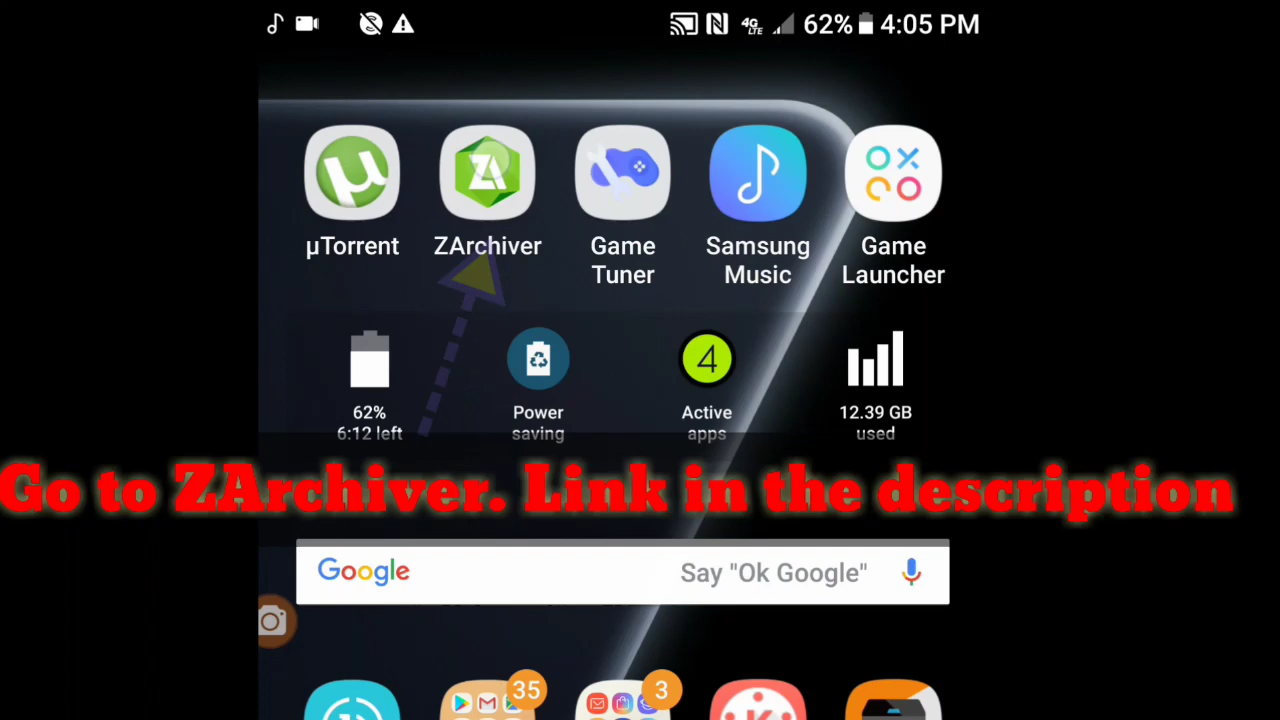 4G LTE 62% 4:05 PM
µTorrent ZArchiver Game Tuner Samsung Music Game Launcher
62% 6:12 left Power saving 4 Active apps 12.39 GB used
Go to ZArchiver. Link in the description
Google Say "Ok Google"
35 3